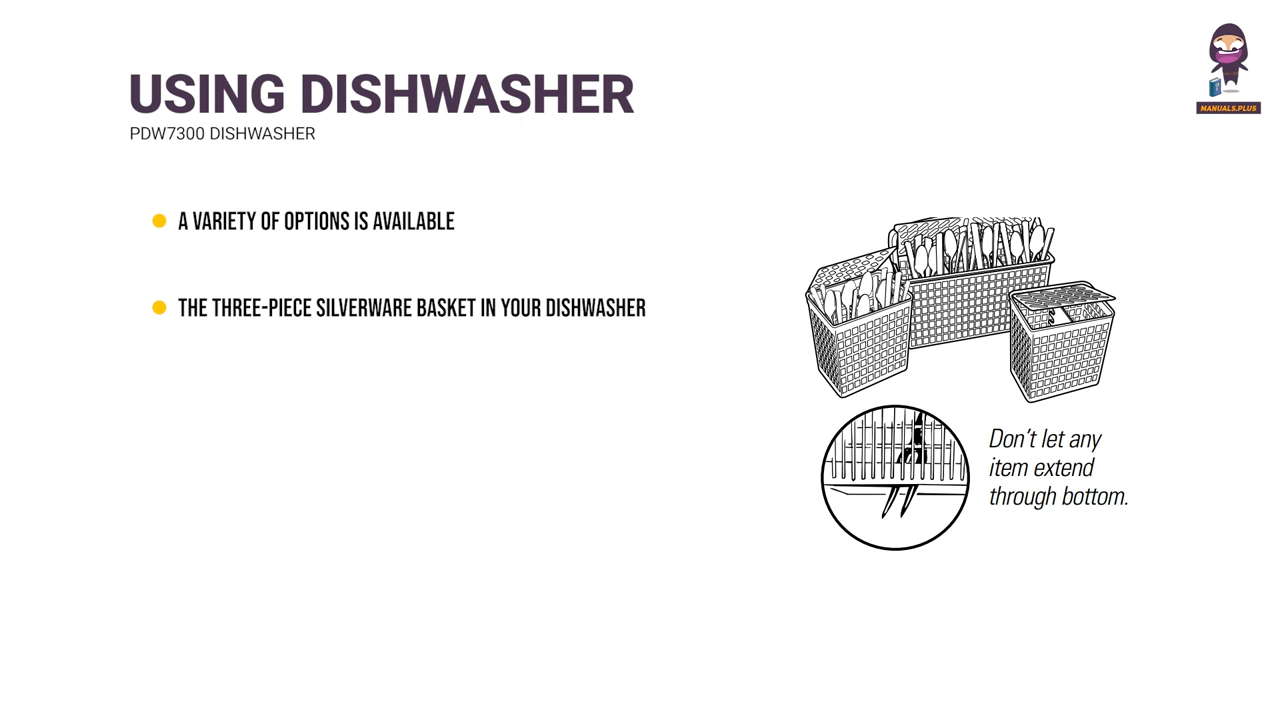 USING DISHWASHER
PDW7300 DISHWASHER
MANUALS.PLUS
A VARIETY OF OPTIONS IS AVAILABLE
THE THREE-PIECE SILVERWARE BASKET IN YOUR DISHWASHER
Don't let any
item extend
through bottom.